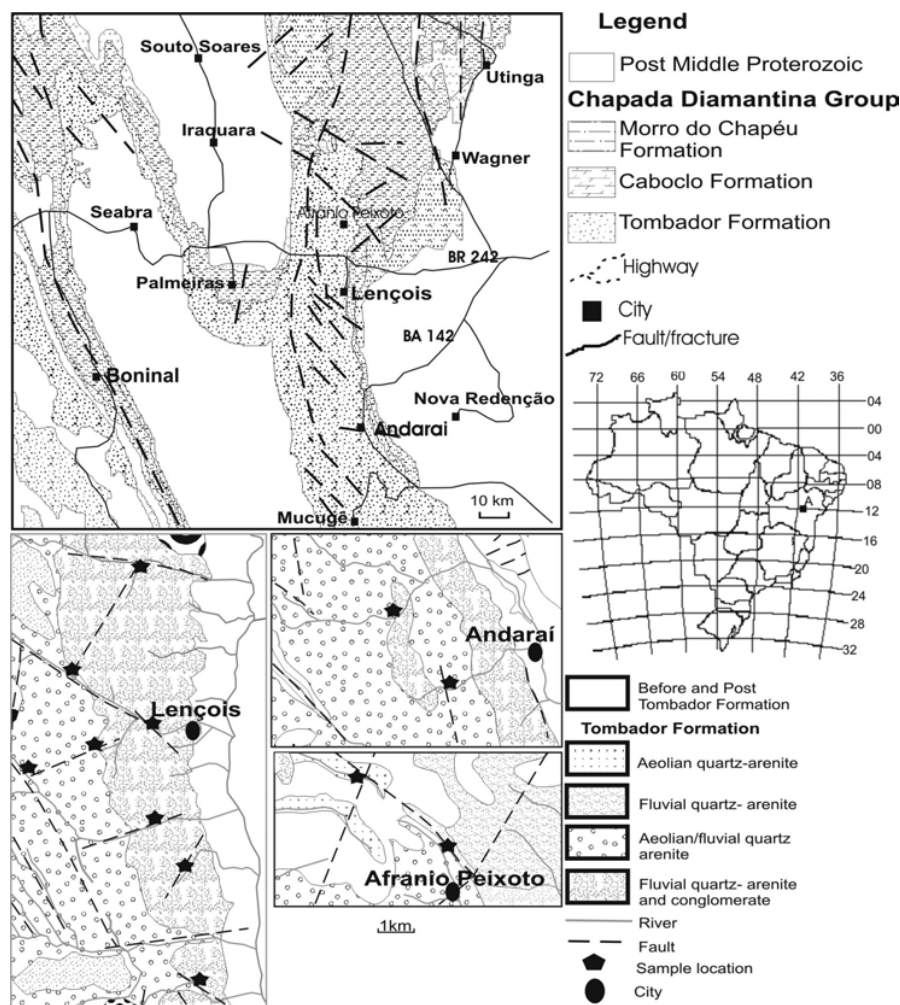 Souto Soares
Utinga
Iraquara
Wagner
Seabra
Afranio Peixoto
BR 242
Palmeiras
Lençois
BA 142
Boninal
Nova Redenção
Andarai
10 km
Mucugê
Legend
Post Middle Proterozoic
Chapada Diamantina Group
Morro do Chapéu
Formation
Caboclo Formation
Tombador Formation
Highway
City
Fault/fracture
72 66 60 54 48 42 36
04
00
04
08
12
16
20
24
28
32
A
Lençois
Andaraí
Afranio Peixoto
1km
Before and Post
Tombador Formation
Tombador Formation
Aeolian quartz-arenite
Fluvial quartz- arenite
Aeolian/fluvial quartz
arenite
Fluvial quartz- arenite
and conglomerate
River
Fault
Sample location
City